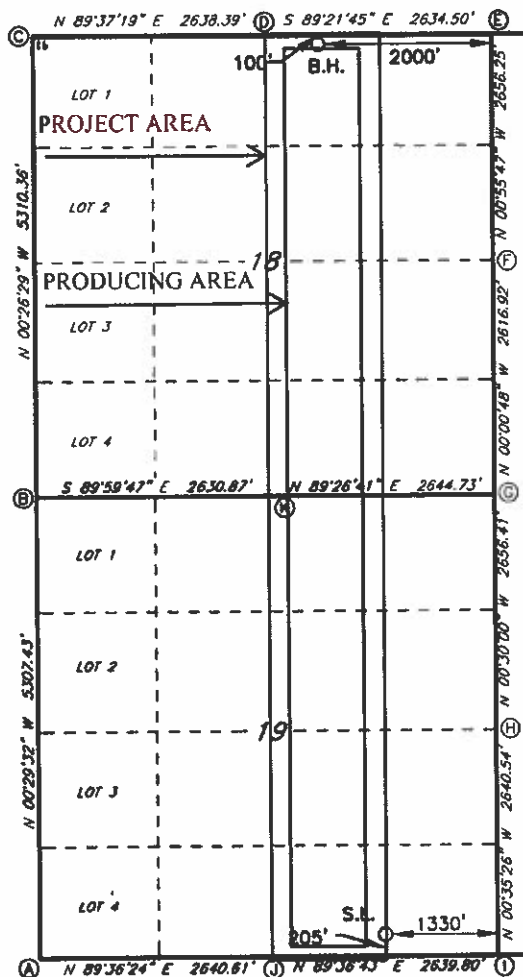 N 89°37'19" E 2638.39'
S 89°21'45" E 2634.50'
C
D
E
100'
B.H.
2000'
LOT 1
PROJECT AREA
LOT 2
18
F
PRODUCING AREA
LOT 3
LOT 4
N 00°26'29" W 5310.36'
N 00°55'47" W 2656.25'
N 00°00'48" W 2616.92'
S 89°59'47" E 2630.87'
N 89°26'41" E 2644.73'
B
G
LOT 1
LOT 2
19
H
LOT 3
LOT 4
N 00°29'32" W 5307.43'
N 00°30'00" W 2656.41'
N 00°35'26" W 2640.54'
S.L.
205'
1330'
A
N 89°36'24" E 2640.61'
J
N 89°36'43" E 2639.80'
I